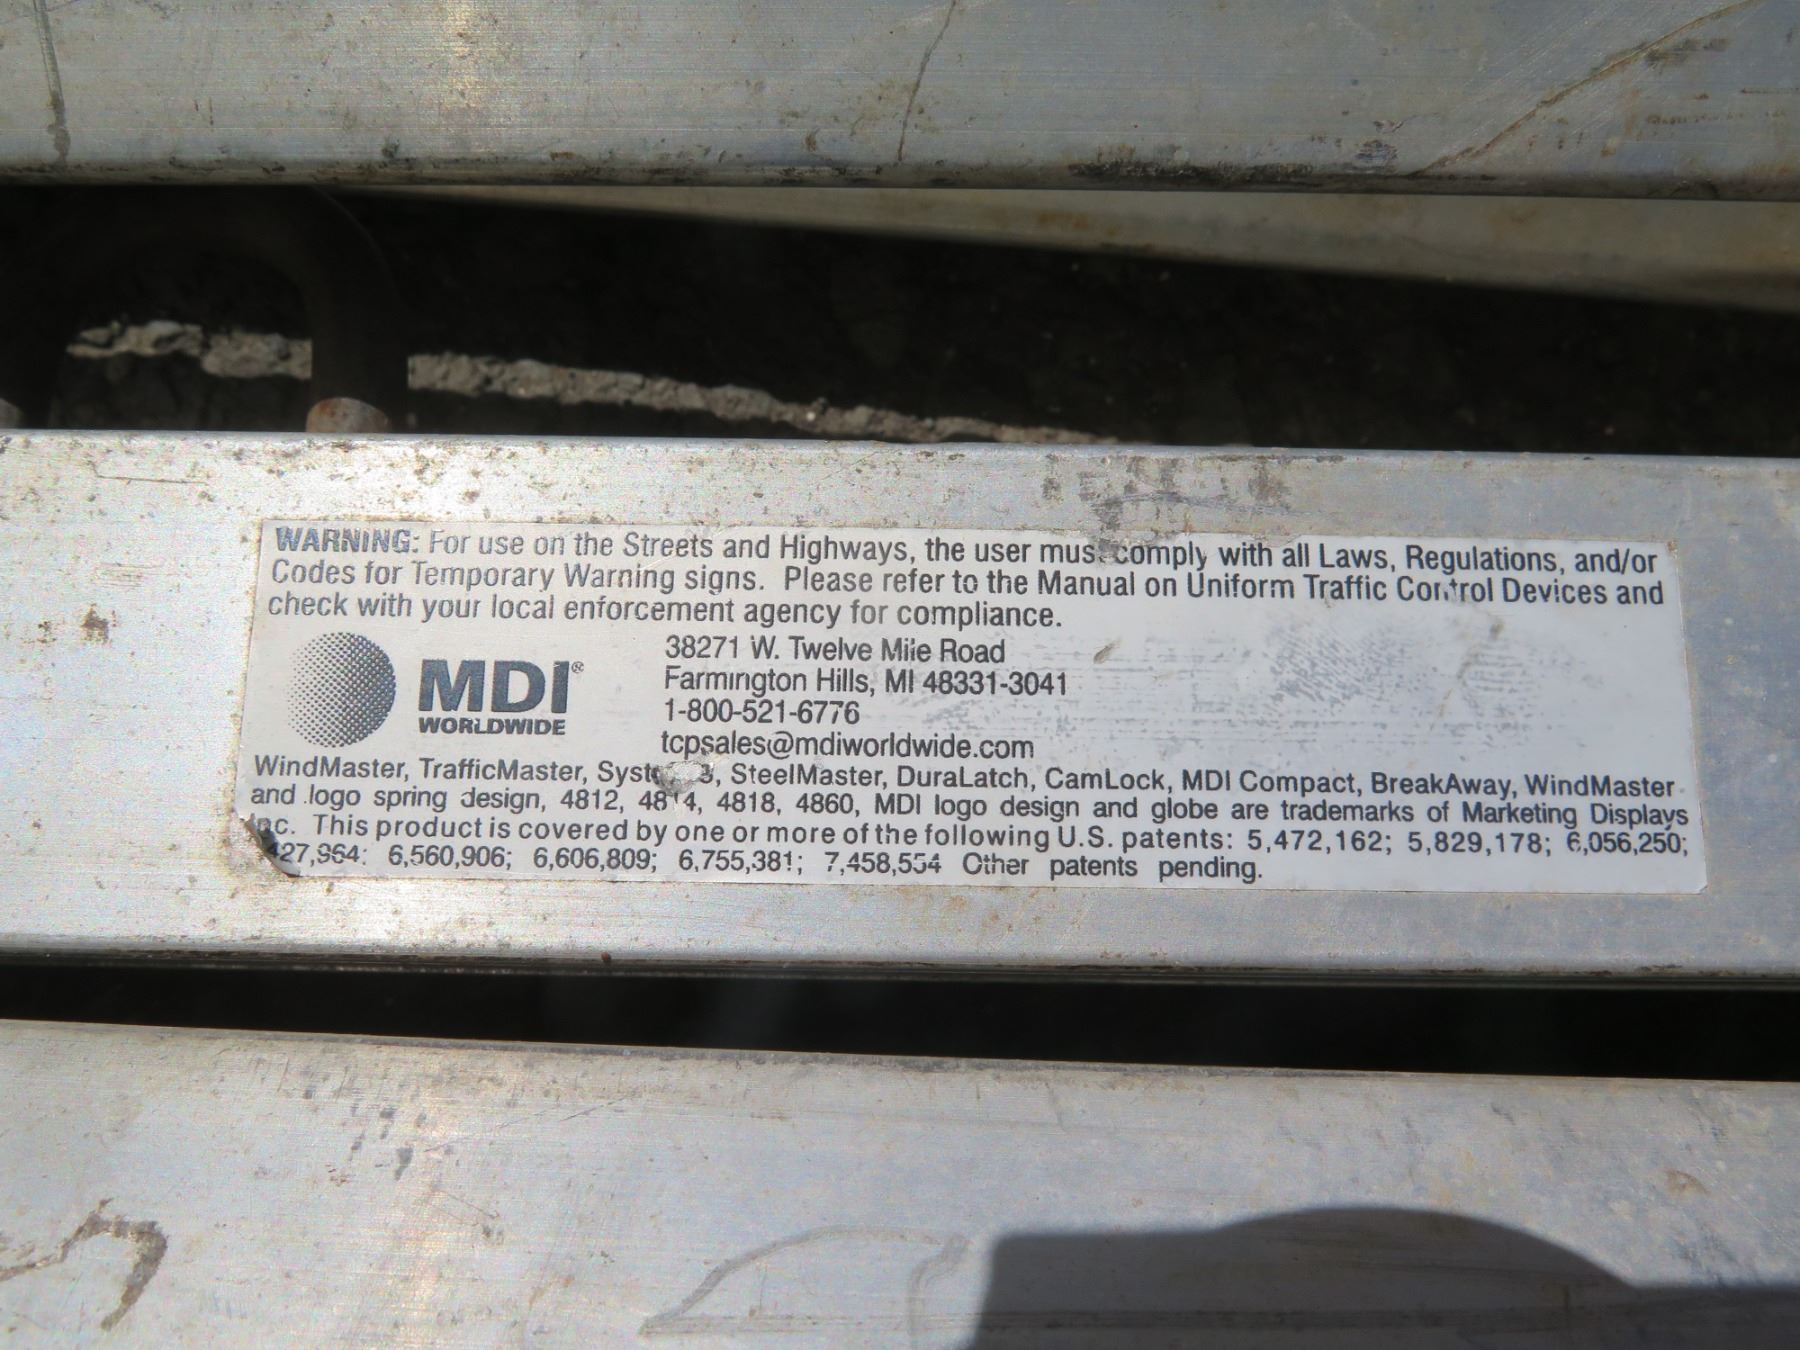 WARNING: For use on the Streets and Highways, the user must comply with all Laws, Regulations, and/or
Codes for Temporary Warning signs. Please refer to the Manual on Uniform Traffic Control Devices and
check with your local enforcement agency for compliance.
MDI®
WORLDWIDE
38271 W. Twelve Mile Road
Farmington Hills, MI 48331-3041
1-800-521-6776
tcpsales@mdiworldwide.com
WindMaster, TrafficMaster, SteelMaster, DuraLatch, CamLock, MDI Compact, BreakAway, WindMaster
and logo spring design, 4812, 4814, 4818, 4860, MDI logo design and globe are trademarks of Marketing Displays
Inc. This product is covered by one or more of the following U.S. patents: 5,472,162; 5,829,178; 6,056,250;
6,560,906; 6,606,809; 6,755,381; 7,458,554 Other patents pending.